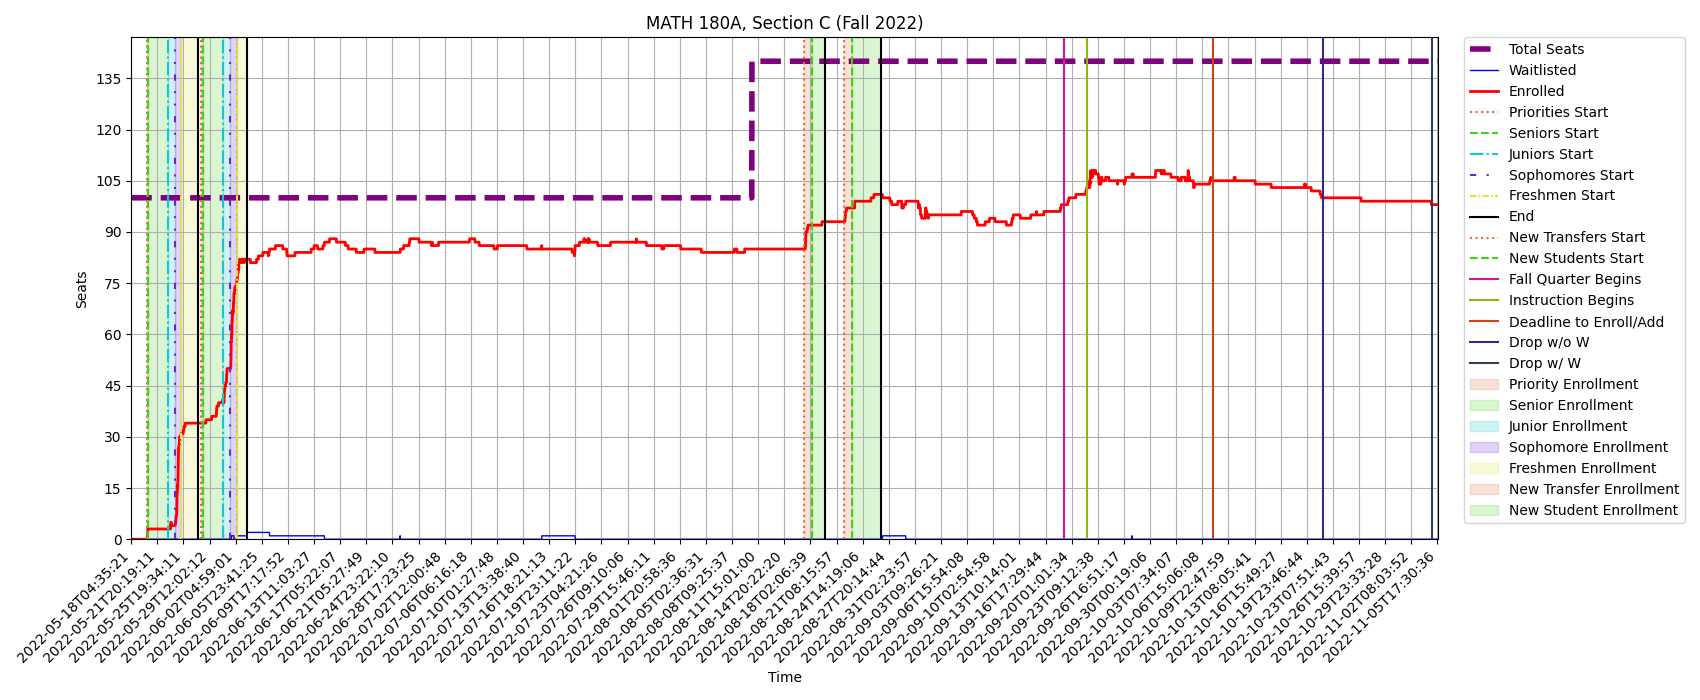 MATH 180A, Section C (Fall 2022)
Seats
135
120
105
90
75
60
45
30
15
0
2022-05-18T04:35:21
2022-05-21T20:19:11
2022-05-25T19:34:11
2022-05-29T12:02:12
2022-06-02T04:59:01
2022-06-05T23:41:25
2022-06-09T17:17:52
2022-06-13T11:03:27
2022-06-17T05:22:07
2022-06-21T05:27:49
2022-06-24T23:22:10
2022-06-28T17:23:25
2022-07-02T12:00:48
2022-07-06T06:16:18
2022-07-10T01:27:48
2022-07-13T13:38:40
2022-07-16T18:21:13
2022-07-19T23:11:22
2022-07-23T04:21:26
2022-07-26T09:10:06
2022-07-29T15:46:11
2022-08-01T20:58:36
2022-08-05T02:36:31
2022-08-08T09:25:37
2022-08-11T15:01:00
2022-08-14T20:22:20
2022-08-18T02:06:39
2022-08-21T08:15:57
2022-08-24T14:19:06
2022-08-27T20:14:44
2022-08-31T02:23:57
2022-09-03T09:26:21
2022-09-06T15:54:08
2022-09-10T02:54:58
2022-09-13T10:14:01
2022-09-16T17:29:44
2022-09-20T01:01:34
2022-09-23T09:12:38
2022-09-26T16:51:17
2022-09-30T00:19:06
2022-10-03T07:34:07
2022-10-06T15:06:08
2022-10-09T22:47:59
2022-10-13T08:05:41
2022-10-16T15:49:27
2022-10-19T23:46:44
2022-10-23T07:51:43
2022-10-26T15:39:57
2022-10-29T23:33:28
2022-11-02T08:03:52
2022-11-05T17:30:36
Time
Total Seats
Waitlisted
Enrolled
Priorities Start
Seniors Start
Juniors Start
Sophomores Start
Freshmen Start
End
New Transfers Start
New Students Start
Fall Quarter Begins
Instruction Begins
Deadline to Enroll/Add
Drop w/o W
Drop w/ W
Priority Enrollment
Senior Enrollment
Junior Enrollment
Sophomore Enrollment
Freshmen Enrollment
New Transfer Enrollment
New Student Enrollment